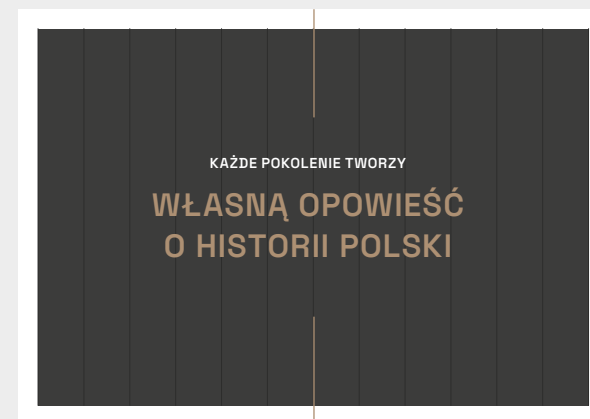 KAŻDE POKOLENIE TWORZY
WŁASNĄ OPOWIEŚĆ
O HISTORII POLSKI